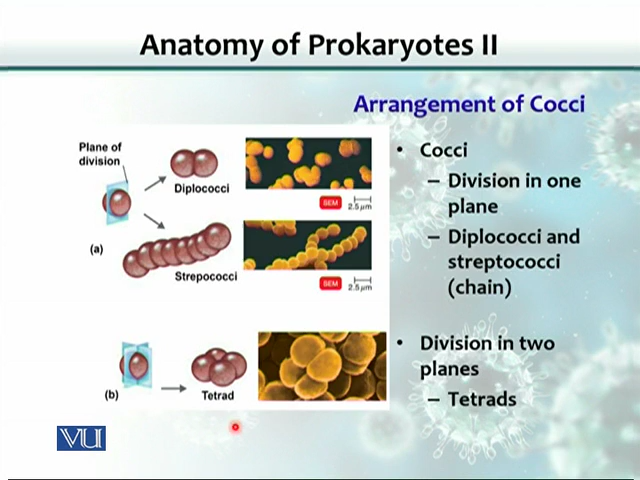 Anatomy of Prokaryotes II
Arrangement of Cocci
Plane of
division
Diplococci
SEM
2.5 µm
(a)
Strepococci
SEM
2.5 µm
(b)
Tetrad
• Cocci
– Division in one
plane
– Diplococci and
streptococci
(chain)
• Division in two
planes
– Tetrads
VU